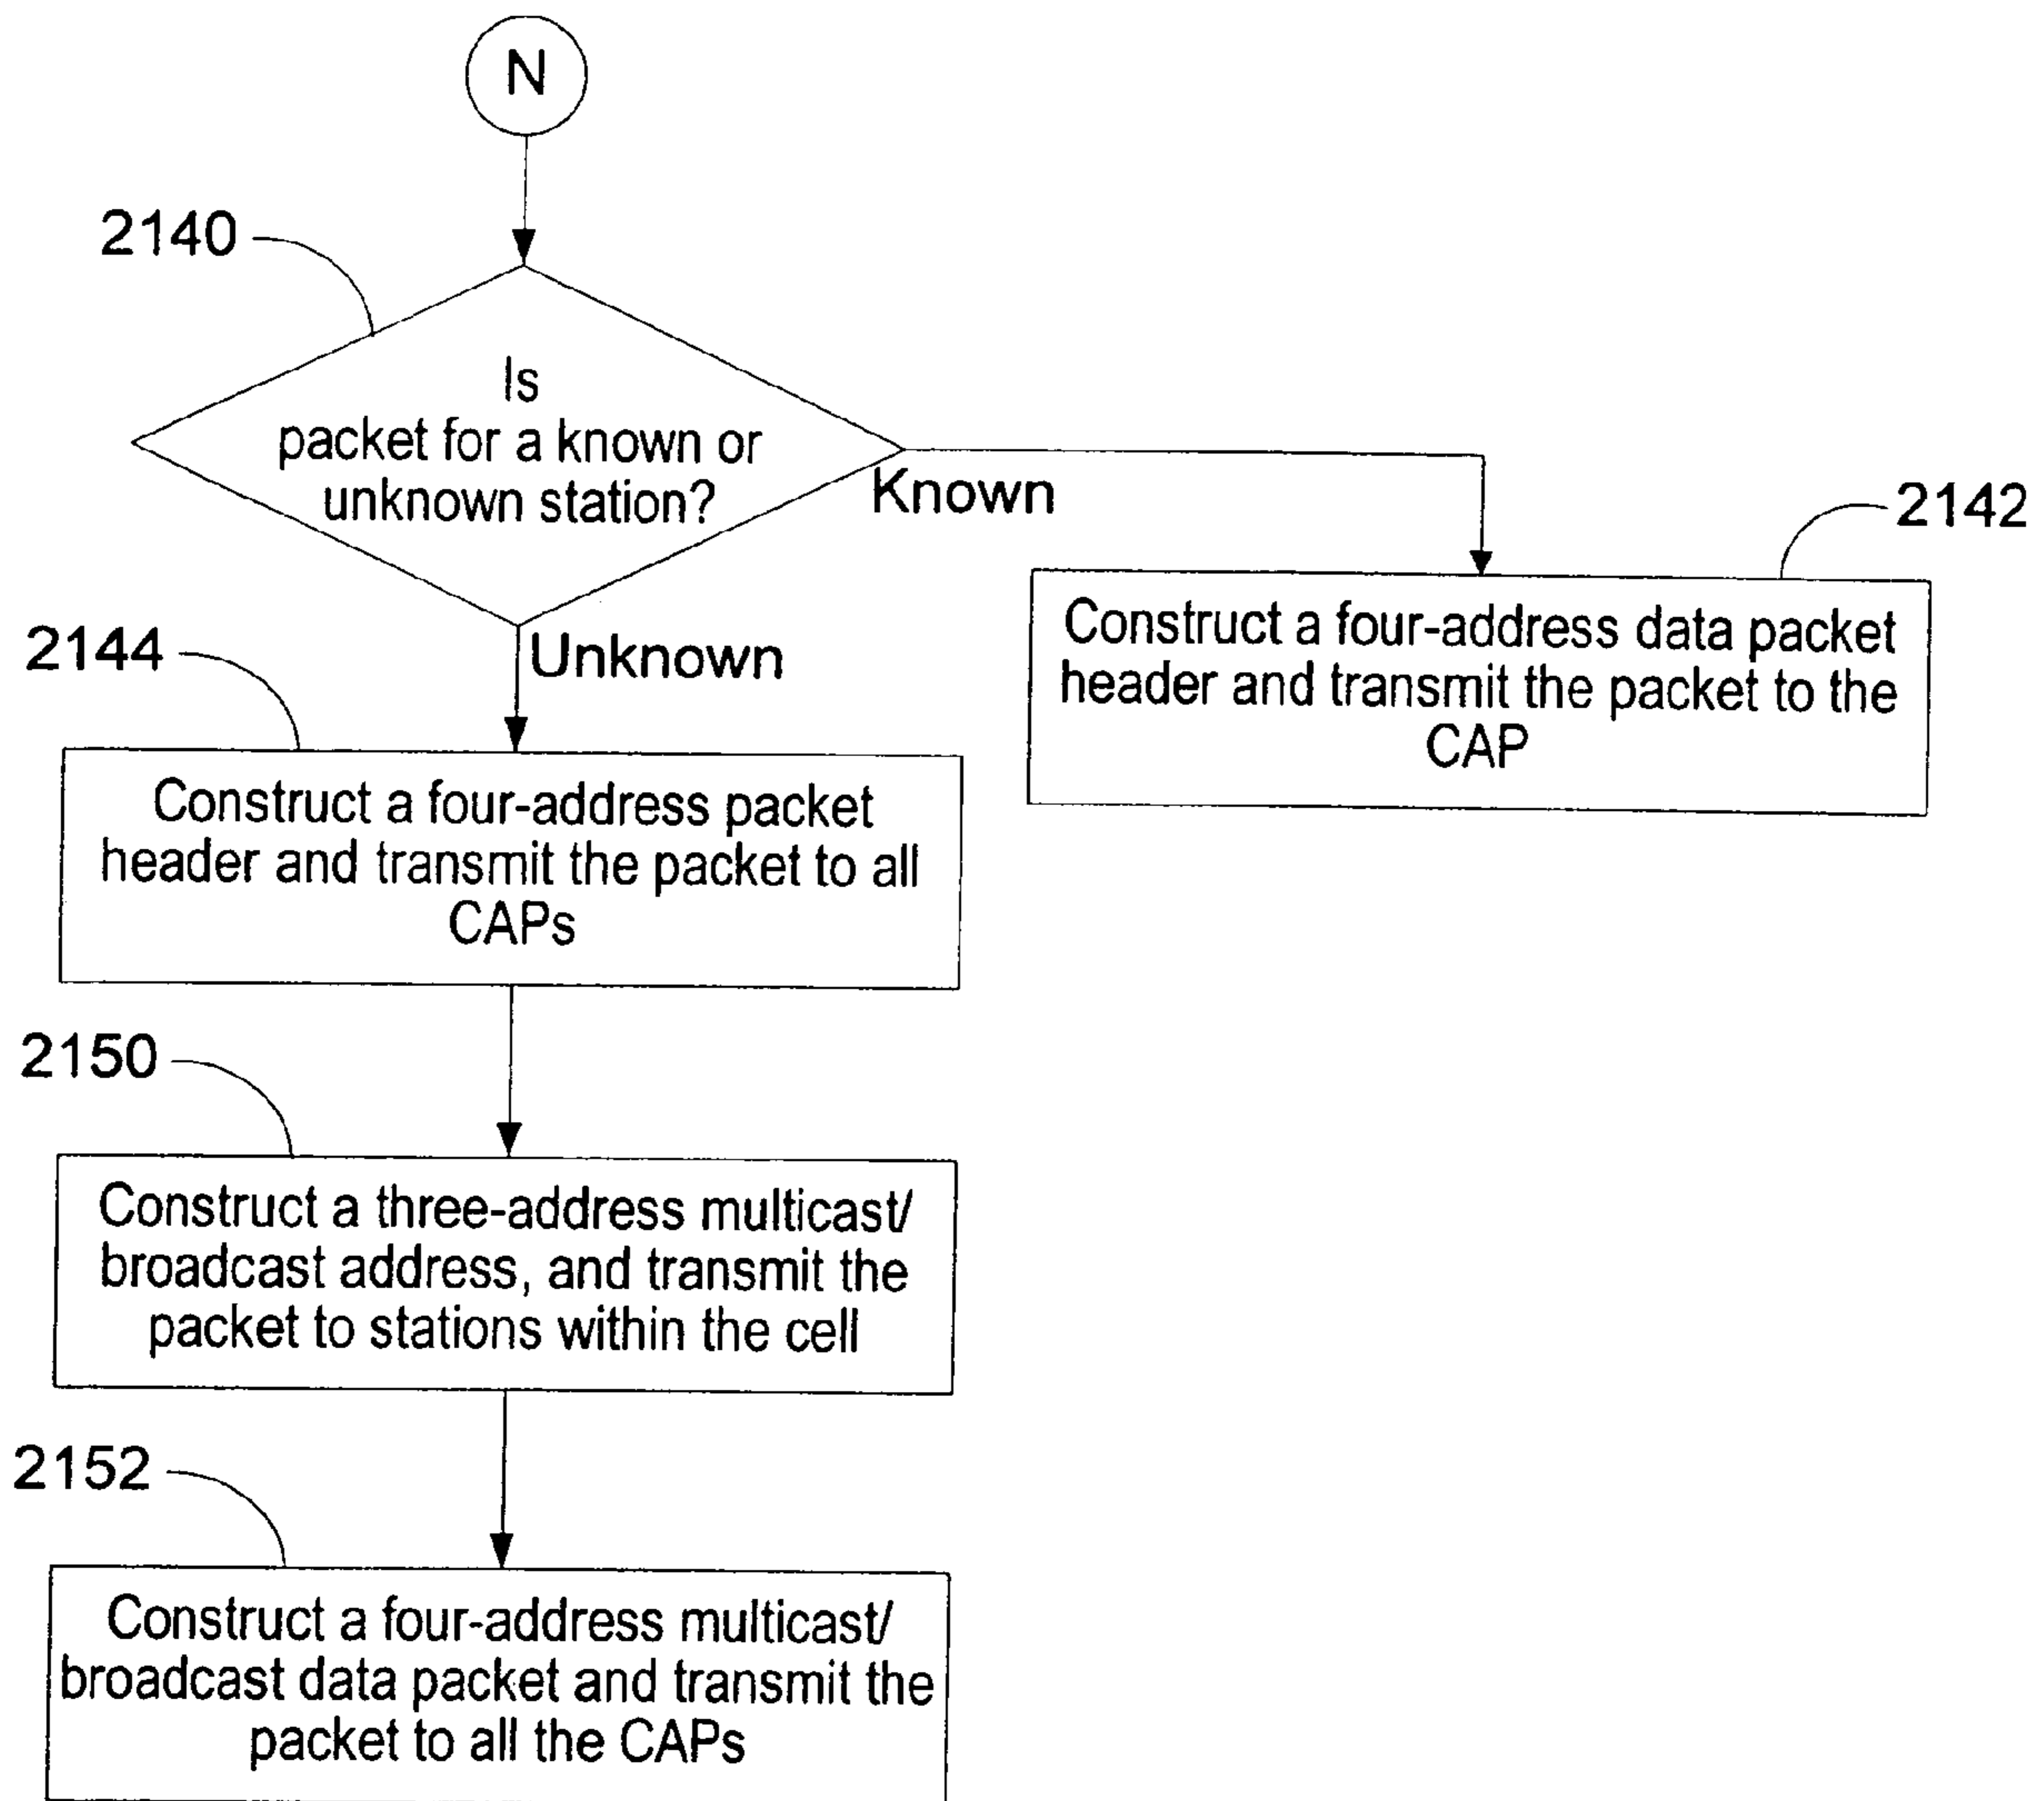 N
2140
Is
packet for a known or
unknown station?
Known
2142
Construct a four-address data packet
header and transmit the packet to the
CAP
2144
Unknown
Construct a four-address packet
header and transmit the packet to all
CAPs
2150
Construct a three-address multicast/
broadcast address, and transmit the
packet to stations within the cell
2152
Construct a four-address multicast/
broadcast data packet and transmit the
packet to all the CAPs